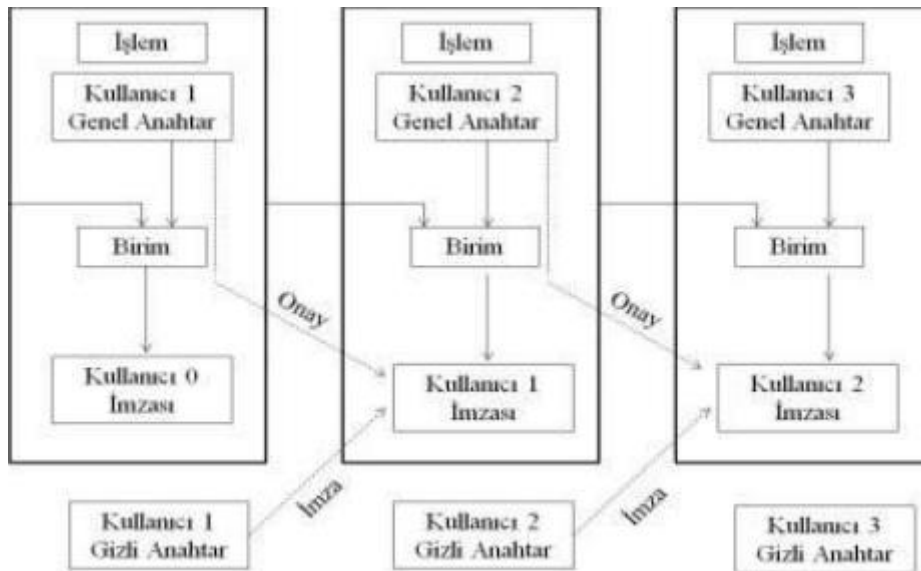 İşlem
Kullanıcı 1
Genel Anahtar
Birim
Onay
Kullanıcı 0
İmzası
İşlem
Kullanıcı 2
Genel Anahtar
Birim
Onay
Kullanıcı 1
İmzası
İşlem
Kullanıcı 3
Genel Anahtar
Birim
Kullanıcı 2
İmzası
Kullanıcı 1
Gizli Anahtar
İmza
Kullanıcı 2
Gizli Anahtar
İmza
Kullanıcı 3
Gizli Anahtar